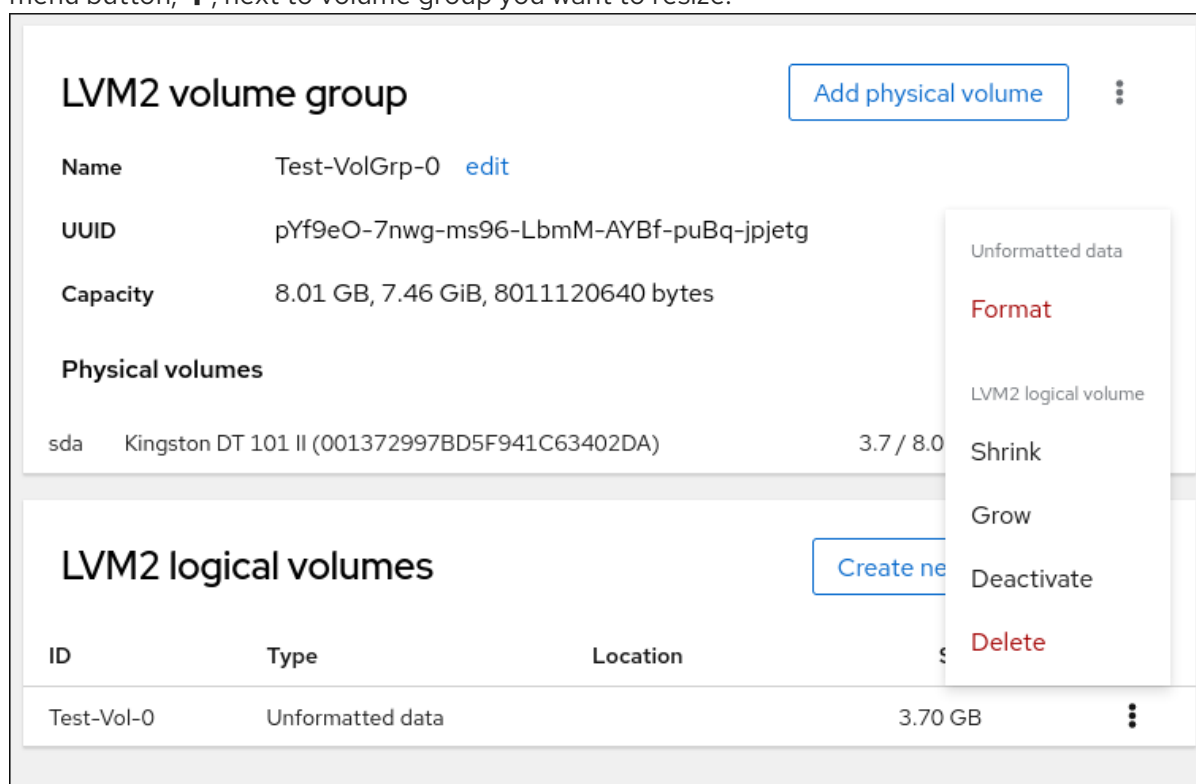 menu button, ⋮, next to volume group you want to resize.
LVM2 volume group
Add physical volume
Name Test-VolGrp-0 edit
UUID pYf9eO-7nwg-ms96-LbmM-AYBf-puBq-jpjetg
Capacity 8.01 GB, 7.46 GiB, 8011120640 bytes
Physical volumes
sda Kingston DT 101 II (001372997BD5F941C63402DA) 3.7 / 8.0
Unformatted data
Format
LVM2 logical volume
Shrink
Grow
Deactivate
Delete
LVM2 logical volumes
Create ne
ID Type Location
Test-Vol-0 Unformatted data 3.70 GB